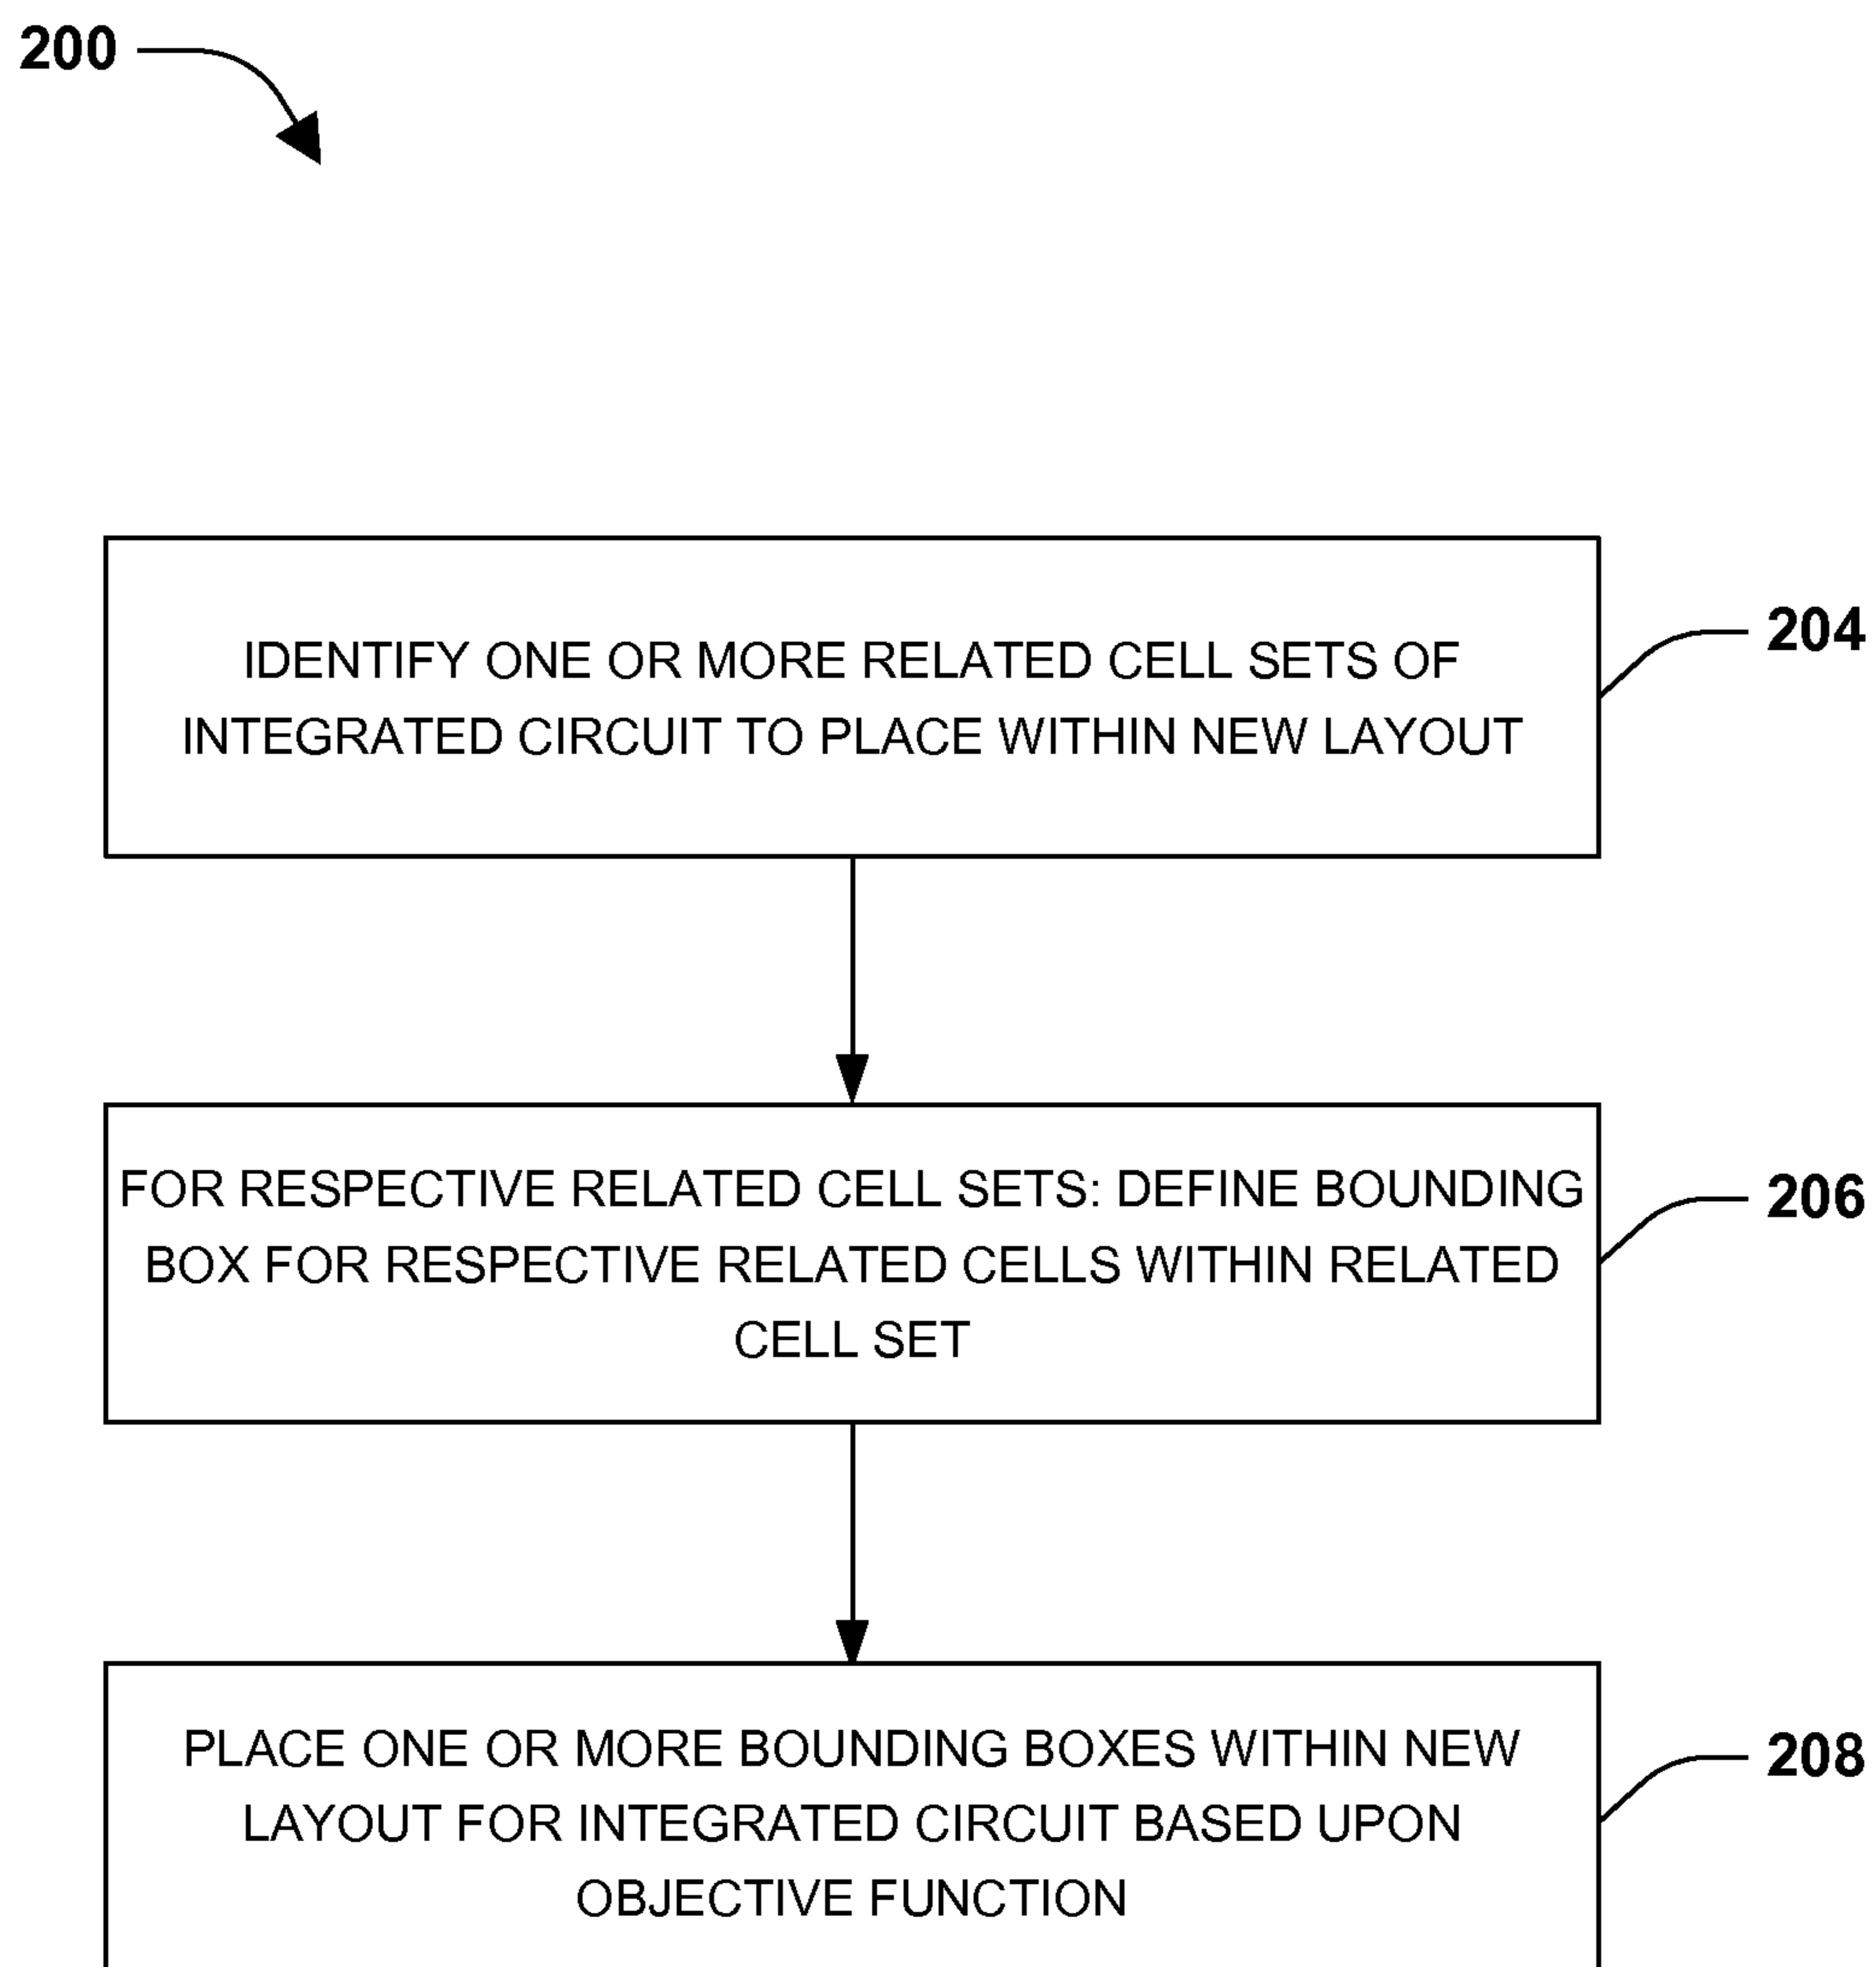 200
IDENTIFY ONE OR MORE RELATED CELL SETS OF
INTEGRATED CIRCUIT TO PLACE WITHIN NEW LAYOUT
204
FOR RESPECTIVE RELATED CELL SETS: DEFINE BOUNDING
BOX FOR RESPECTIVE RELATED CELLS WITHIN RELATED
CELL SET
206
PLACE ONE OR MORE BOUNDING BOXES WITHIN NEW
LAYOUT FOR INTEGRATED CIRCUIT BASED UPON
OBJECTIVE FUNCTION
208